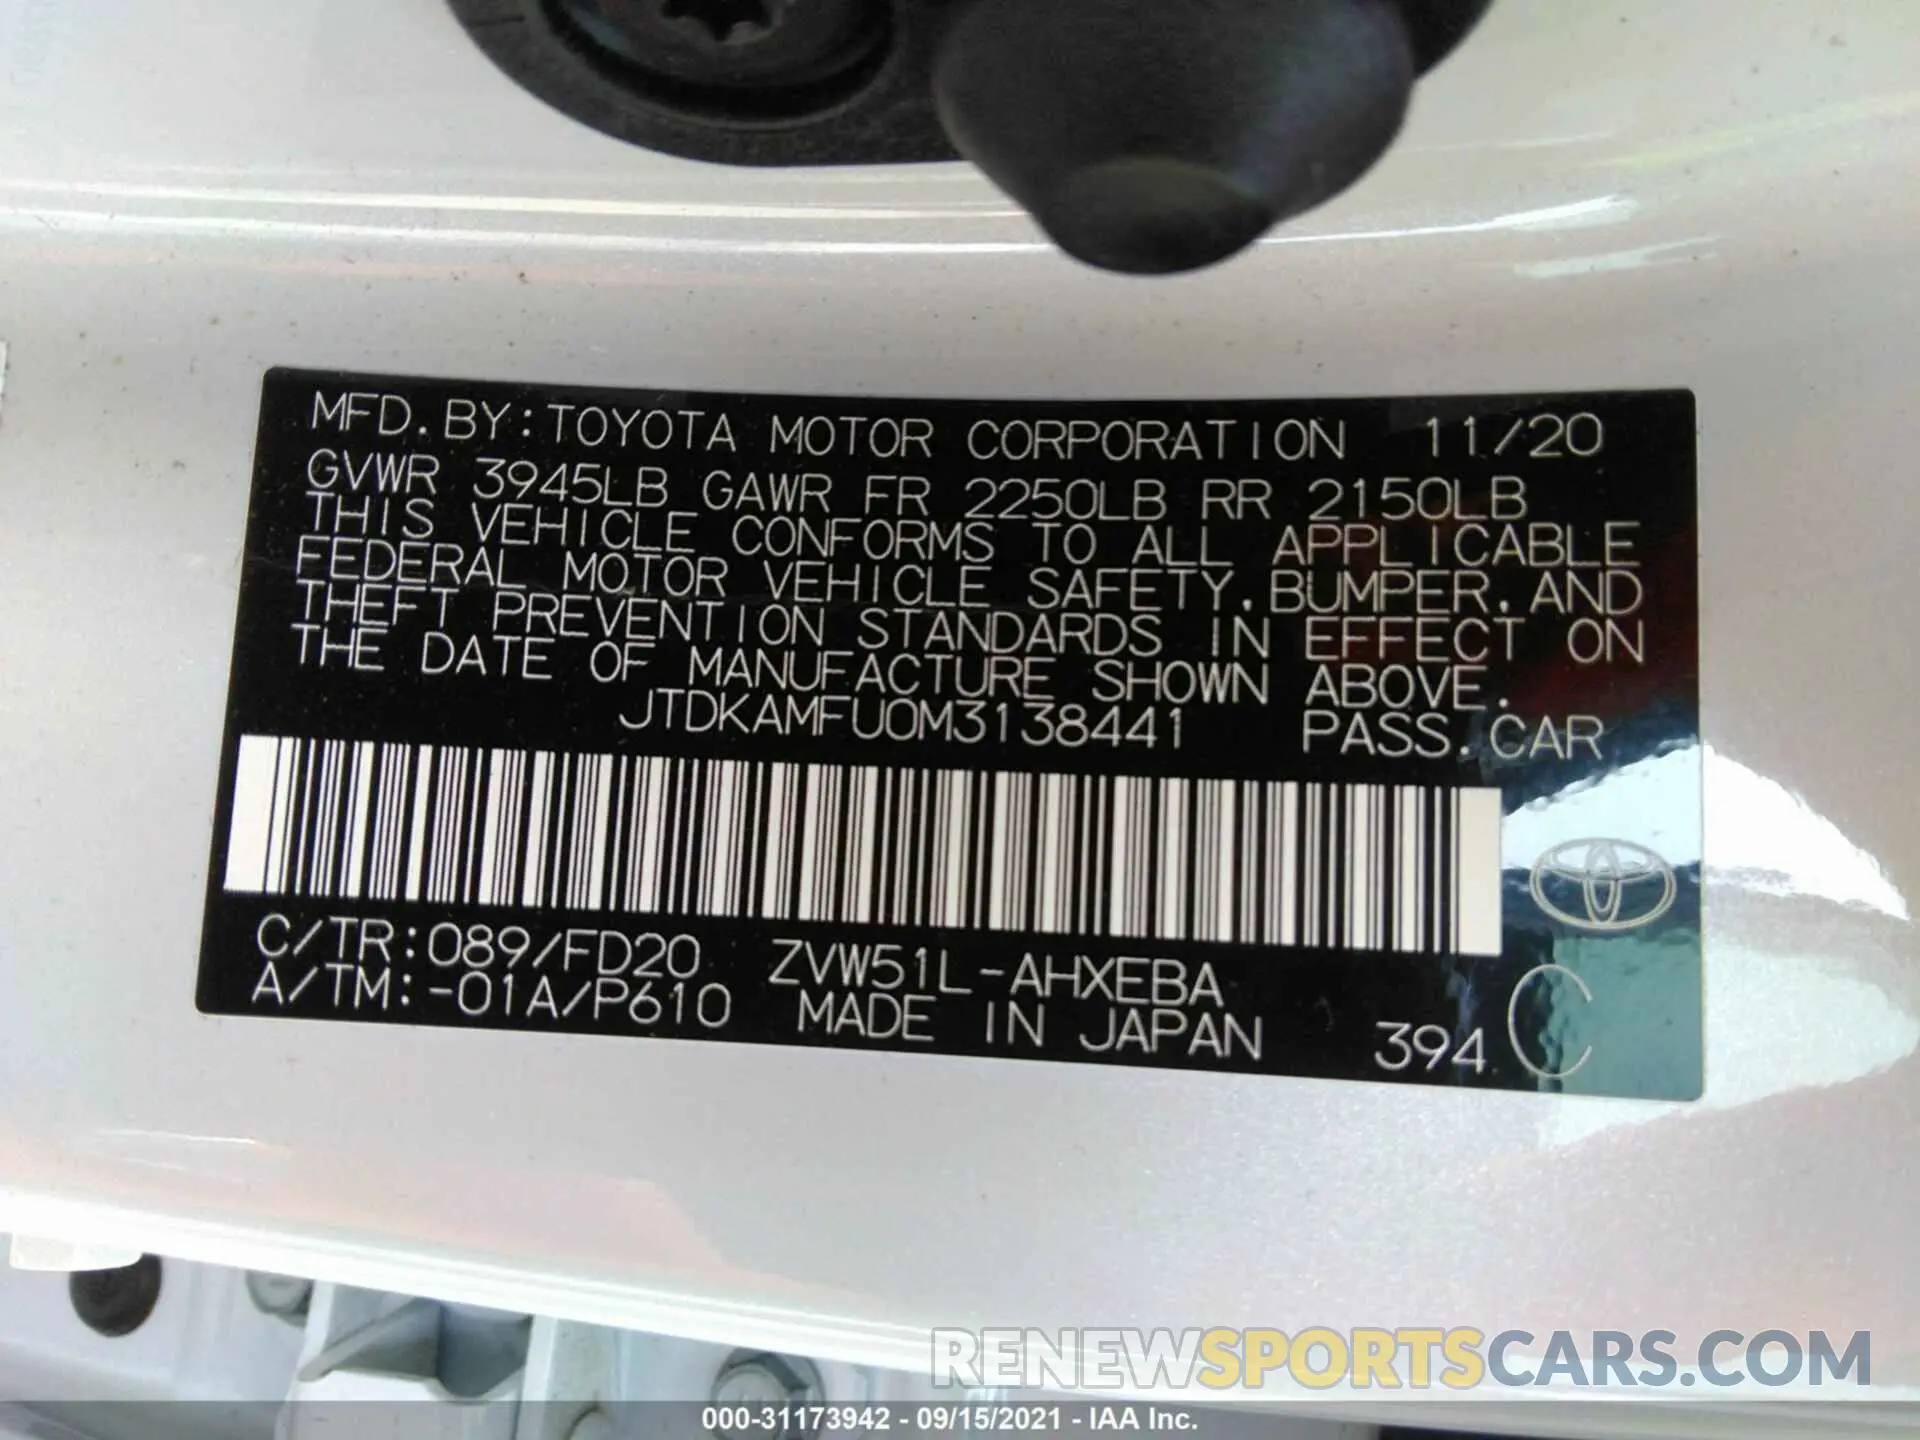 MFD. BY: TOYOTA MOTOR CORPORATION 11/20
GVWR 3945LB GAWR FR 2250LB RR 2150LB
THIS VEHICLE CONFORMS TO ALL APPLICABLE
FEDERAL MOTOR VEHICLE SAFETY, BUMPER, AND
THEFT PREVENTION STANDARDS IN EFFECT ON
THE DATE OF MANUFACTURE SHOWN ABOVE.
JTDKAMFU0M3138441 PASS. CAR
C/TR: 089/FD20 ZVW51L-AHXEBA
A/TM: -01A/P610 MADE IN JAPAN 394 C
RENEWSPORTSCARS.COM
000-31173942 - 09/15/2021 - IAA Inc.